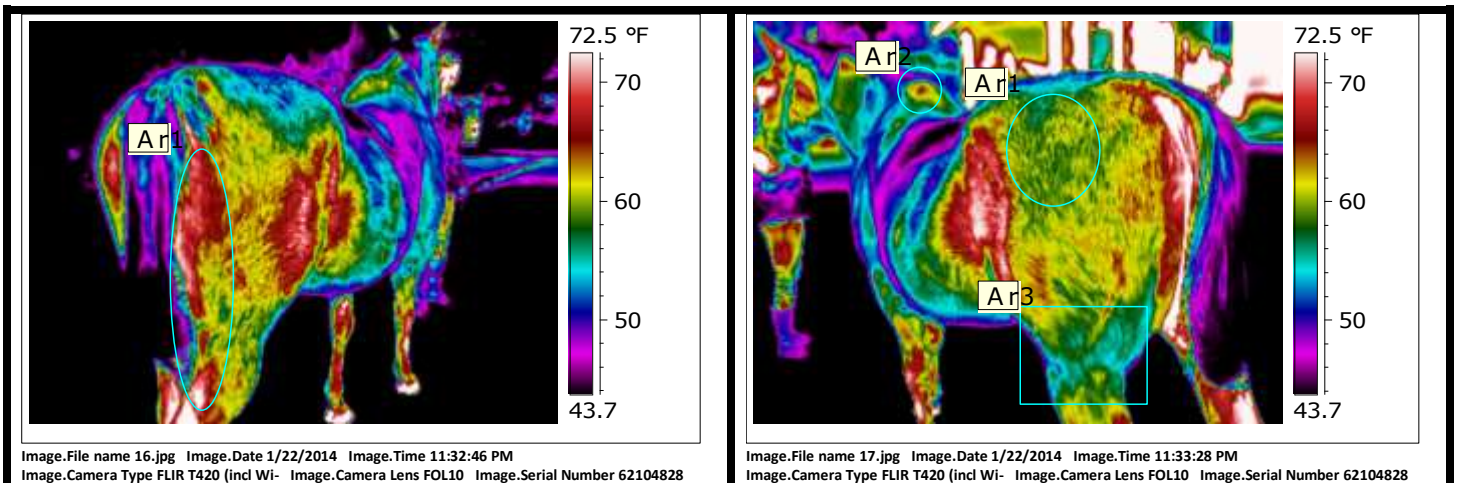 72.5 °F
70
60
50
43.7
Ar1
Image.File name 16.jpg Image.Date 1/22/2014 Image.Time 11:32:46 PM
Image.Camera Type FLIR T420 (incl Wi- Image.Camera Lens FOL10 Image.Serial Number 62104828
72.5 °F
70
60
50
43.7
Ar2
Ar1
Ar3
Image.File name 17.jpg Image.Date 1/22/2014 Image.Time 11:33:28 PM
Image.Camera Type FLIR T420 (incl Wi- Image.Camera Lens FOL10 Image.Serial Number 62104828